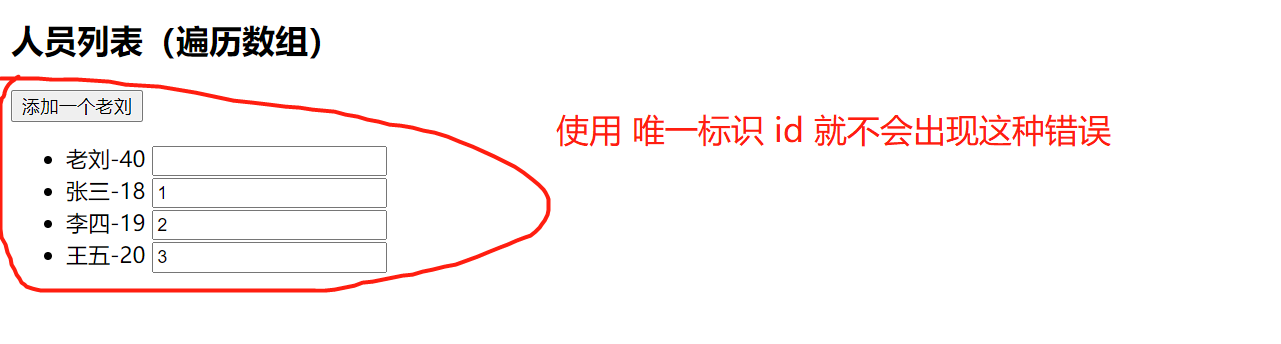 人员列表（遍历数组）
添加一个老刘
使用 唯一标识 id 就不会出现这种错误
老刘-40
张三-18 1
李四-19 2
王五-20 3